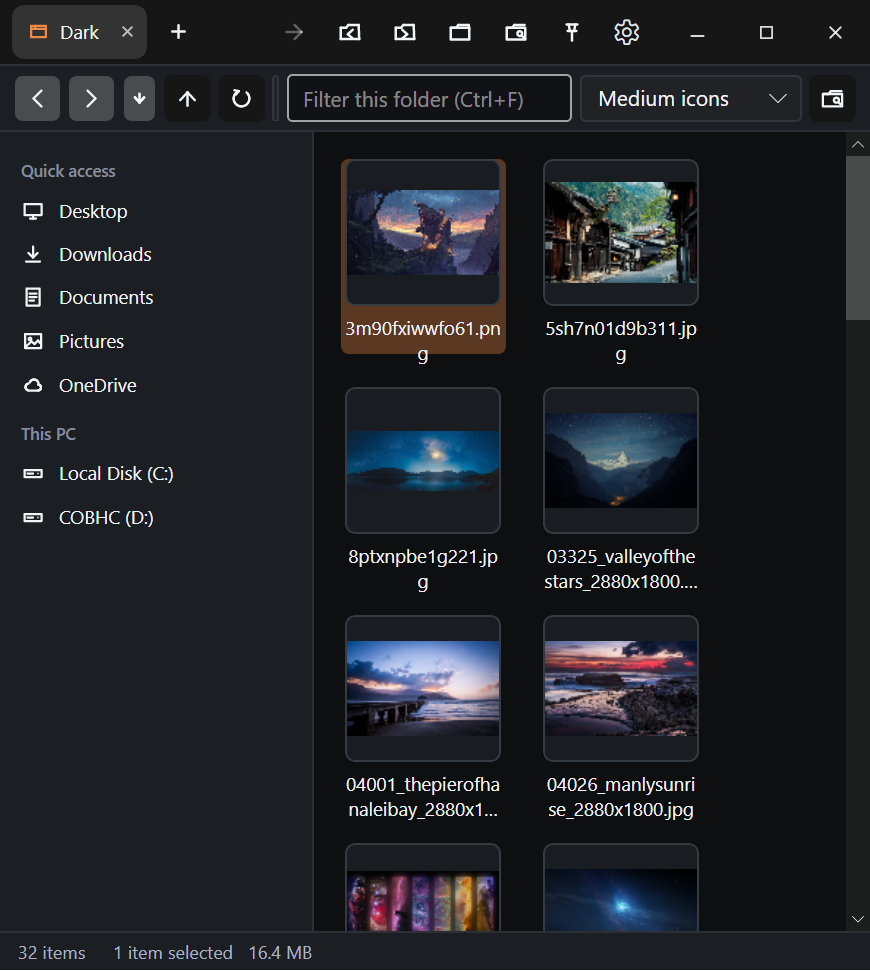 Dark
Filter this folder (Ctrl+F)
Medium icons
Quick access
Desktop
Downloads
Documents
Pictures
OneDrive
This PC
Local Disk (C:)
COBHC (D:)
3m90fxiwwfo61.pn
g
5sh7n01d9b311.jp
g
8ptxnpbe1g221.jp
g
03325_valleyofthe
stars_2880x1800....
04001_thepierofha
naleibay_2880x1...
04026_manlysunri
se_2880x1800.jpg
32 items
1 item selected
16.4 MB